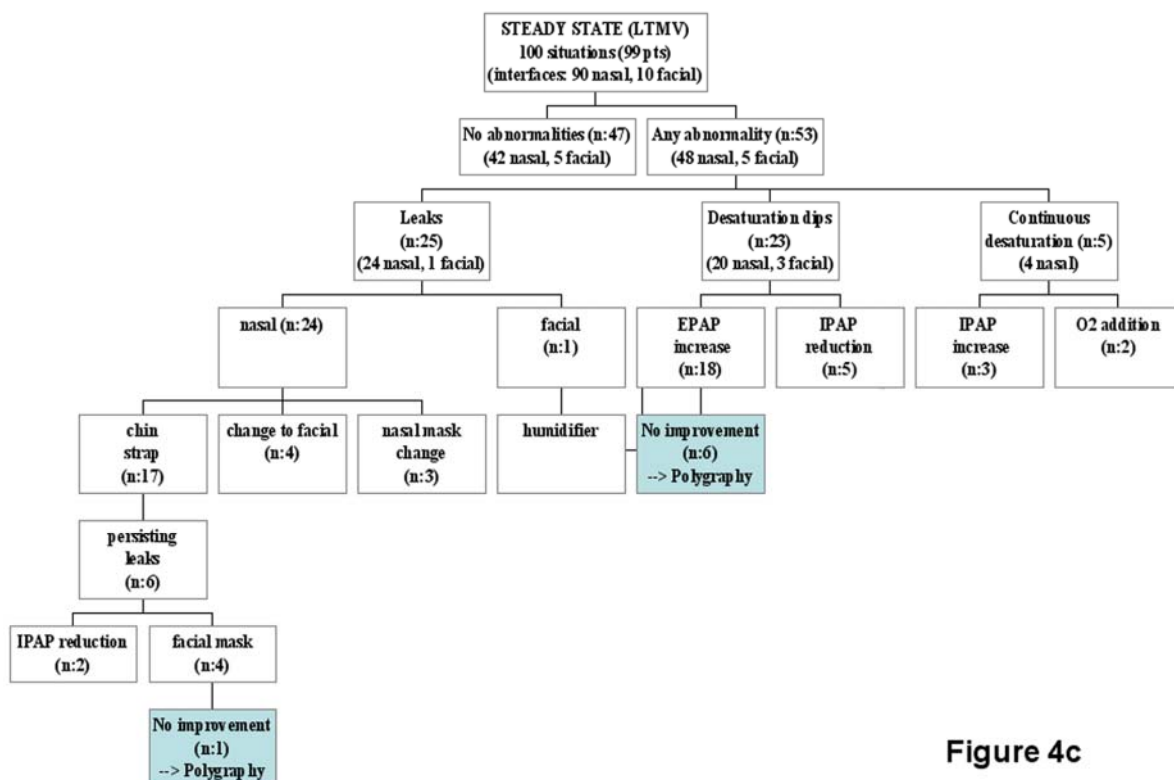 STEADY STATE (LTMV)
100 situations (99 pts)
(interfaces: 90 nasal, 10 facial)
No abnormalities (n:47)
(42 nasal, 5 facial)
Any abnormality (n:53)
(48 nasal, 5 facial)
Leaks
(n:25)
(24 nasal, 1 facial)
Desaturation dips
(n:23)
(20 nasal, 3 facial)
Continuous
desaturation (n:5)
(4 nasal)
nasal (n:24)
facial
(n:1)
EPAP
increase
(n:18)
IPAP
reduction
(n:5)
IPAP
increase
(n:3)
O2 addition
(n:2)
chin
strap
(n:17)
change to facial
(n:4)
nasal mask
change
(n:3)
humidifier
No improvement
(n:6)
--> Polygraphy
persisting
leaks
(n:6)
IPAP reduction
(n:2)
facial mask
(n:4)
No improvement
(n:1)
--> Polygraphy
Figure 4c